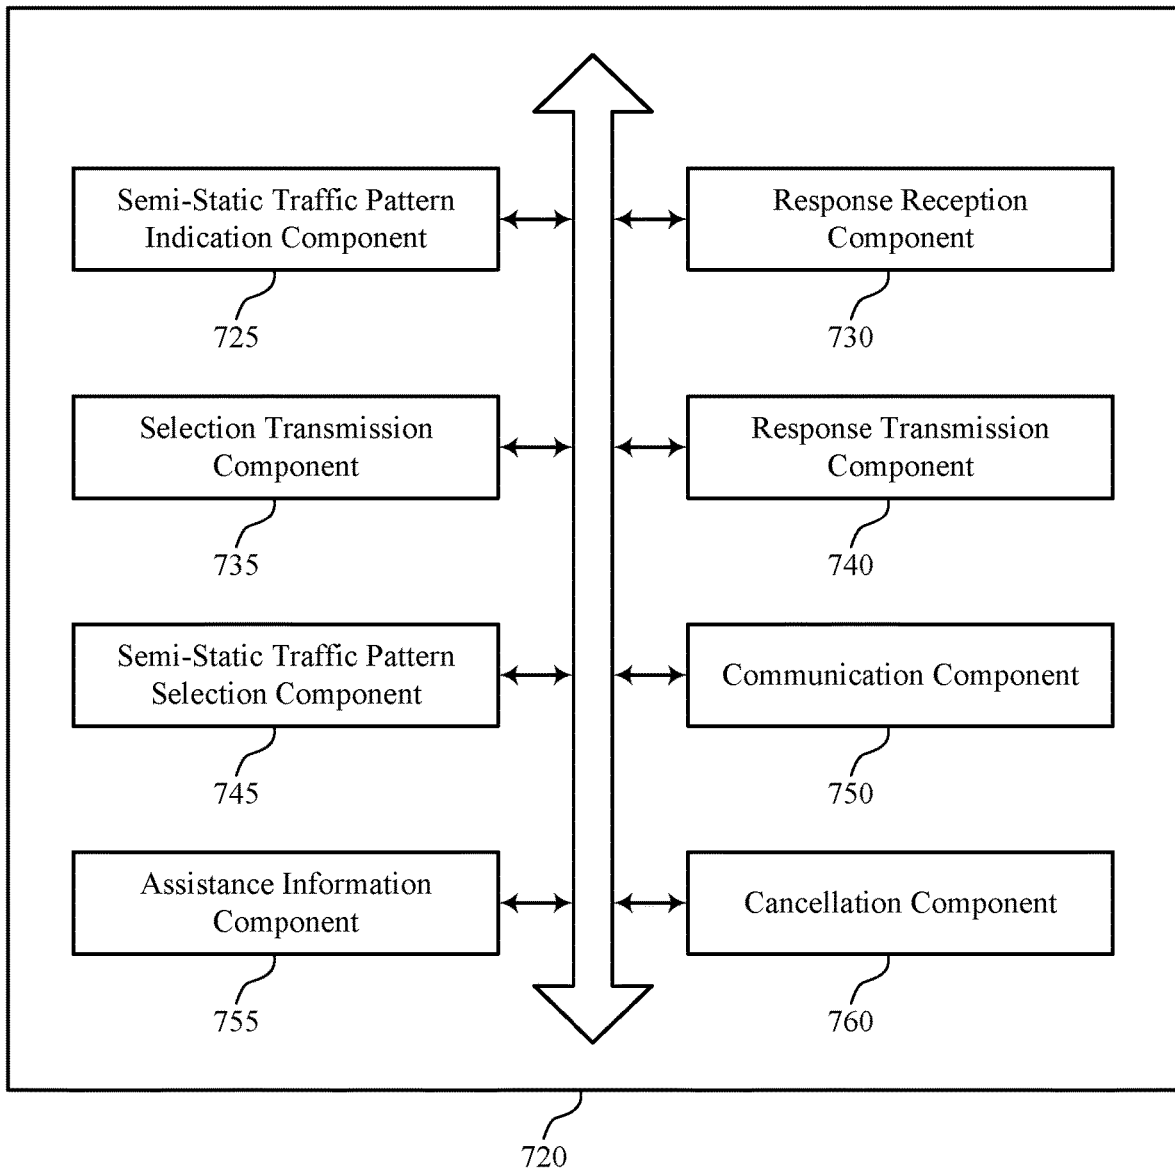 Semi-Static Traffic Pattern
Indication Component
725
Response Reception
Component
730
Selection Transmission
Component
735
Response Transmission
Component
740
Semi-Static Traffic Pattern
Selection Component
745
Communication Component
750
Assistance Information
Component
755
Cancellation Component
760
720